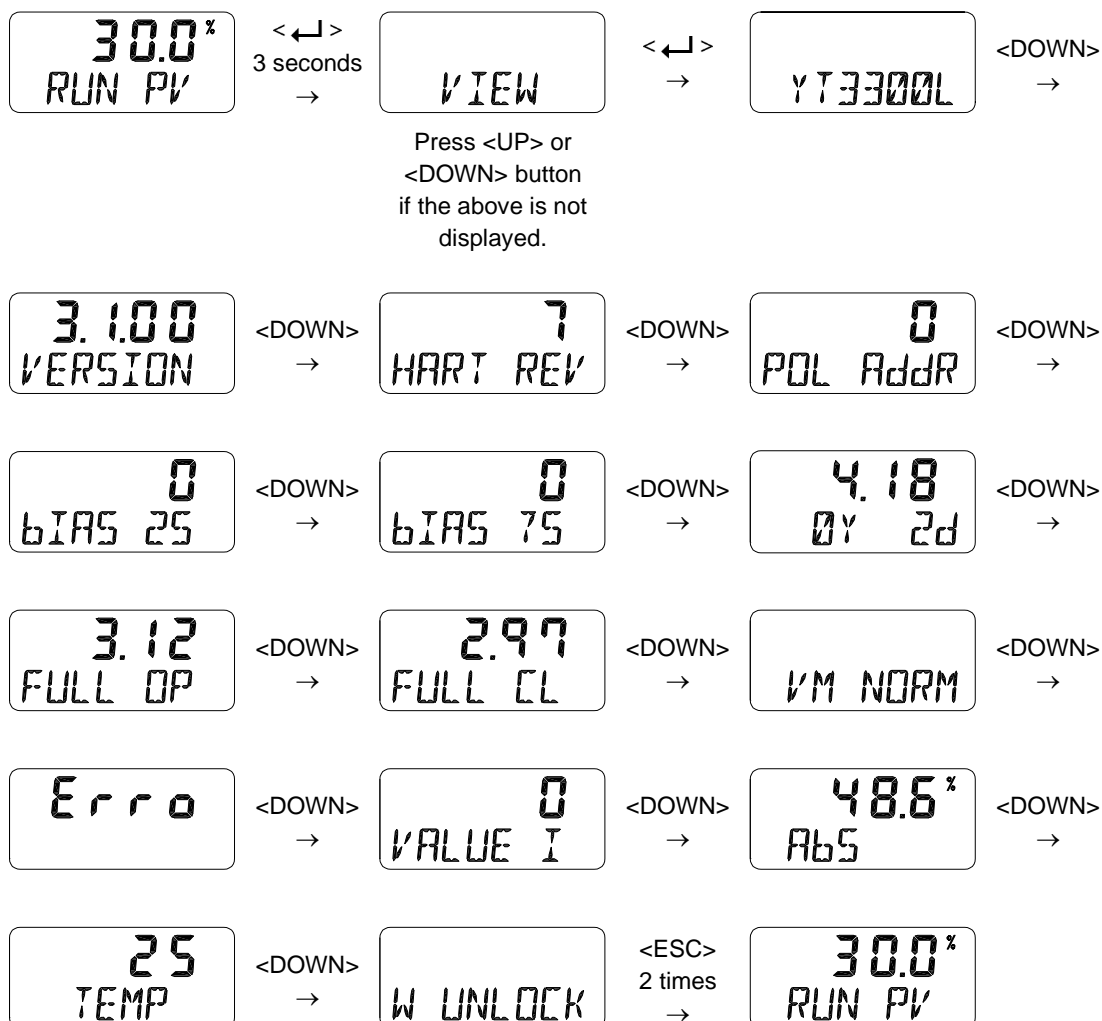 30.0%
RUN PV
< ↵ >
3 seconds
→
VIEW
Press <UP> or
<DOWN> button
if the above is not
displayed.
< ↵ >
→
YT3300L
<DOWN>
→
3.1.00
VERSION
<DOWN>
→
7
HART REV
<DOWN>
→
0
POL AddR
<DOWN>
→
0
bIAS 25
<DOWN>
→
0
bIAS 75
<DOWN>
→
4.18
0Y 2d
<DOWN>
→
3.12
FULL OP
<DOWN>
→
2.97
FULL CL
<DOWN>
→
VM NORM
<DOWN>
→
Erro
<DOWN>
→
0
VALUE I
<DOWN>
→
48.6%
AbS
<DOWN>
→
25
TEMP
<DOWN>
→
W UNLOCK
<ESC>
2 times
→
30.0%
RUN PV